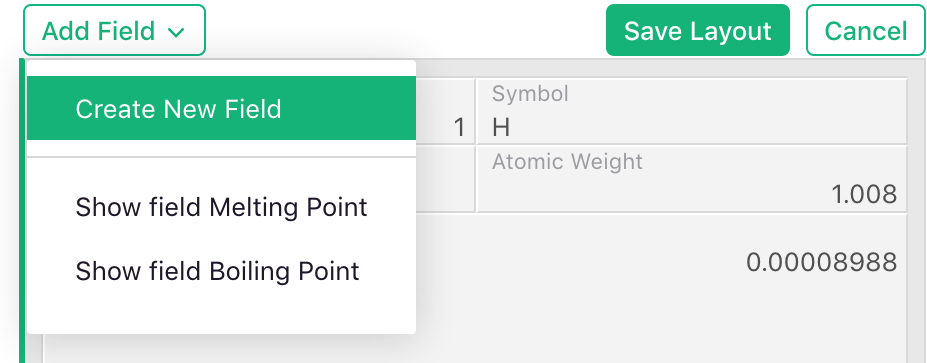 Add Field
Save Layout
Cancel
Create New Field
Symbol
1
H
Atomic Weight
Show field Melting Point
1.008
Show field Boiling Point
0.00008988